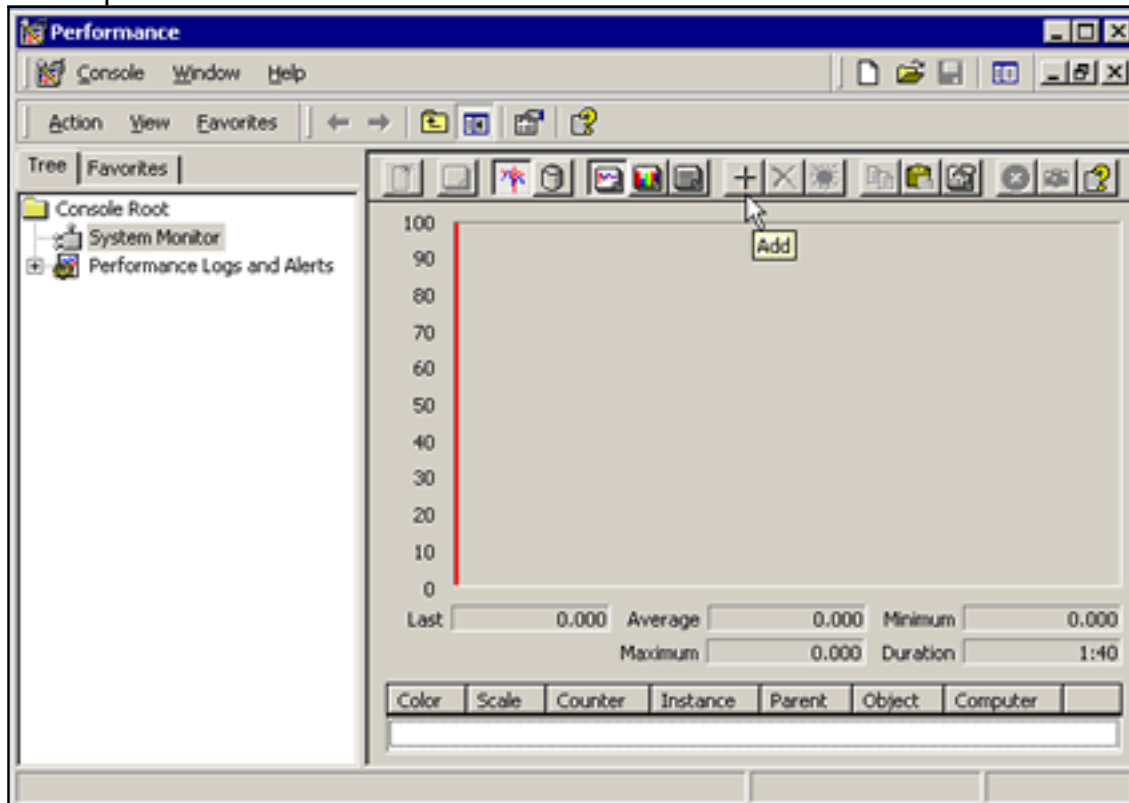 Performance
Console Window Help
Action View Favorites
Tree Favorites
Console Root
System Monitor
Performance Logs and Alerts
Add
100
90
80
70
60
50
40
30
20
10
0
Last 0.000 Average 0.000 Minimum 0.000
Maximum 0.000 Duration 1:40
Color Scale Counter Instance Parent Object Computer